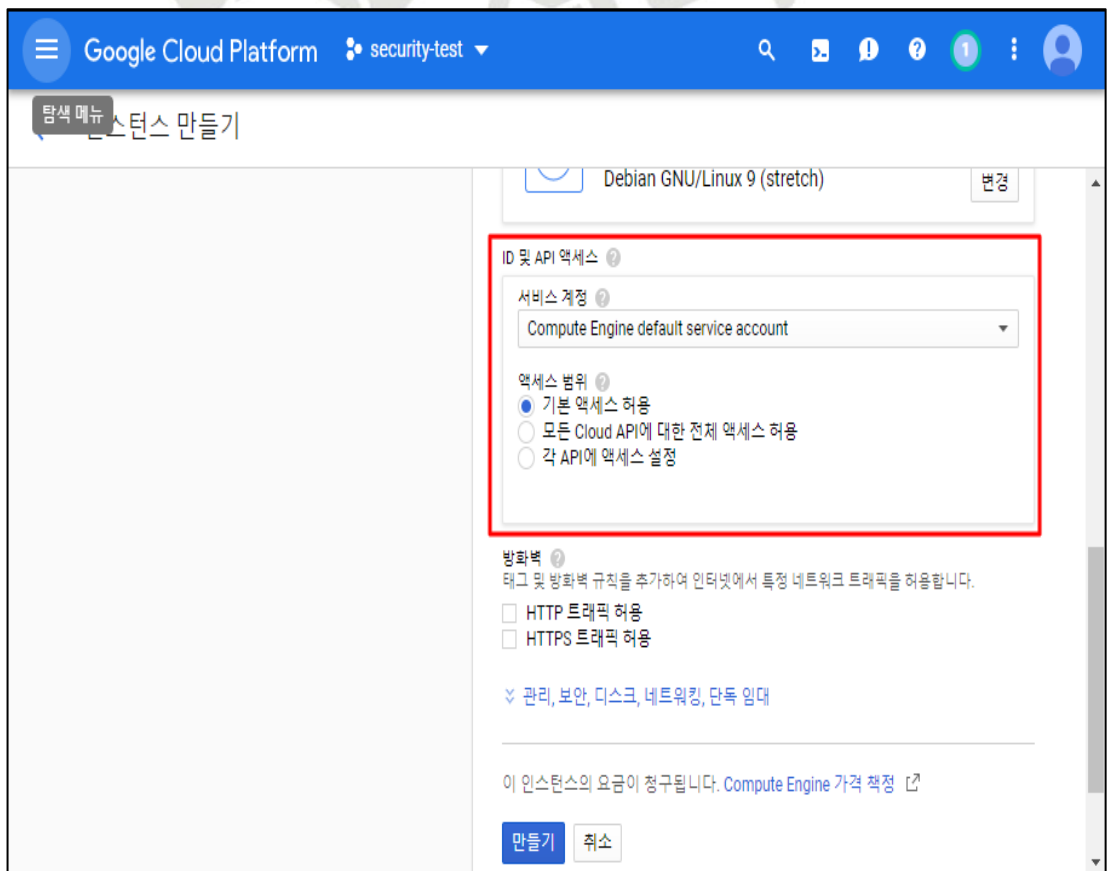 Google Cloud Platform security-test
1
탐색 메뉴
스턴스 만들기
Debian GNU/Linux 9 (stretch)
변경
ID 및 API 액세스
서비스 계정
Compute Engine default service account
액세스 범위
기본 액세스 허용
모든 Cloud API에 대한 전체 액세스 허용
각 API에 액세스 설정
방화벽
태그 및 방화벽 규칙을 추가하여 인터넷에서 특정 네트워크 트래픽을 허용합니다.
HTTP 트래픽 허용
HTTPS 트래픽 허용
관리, 보안, 디스크, 네트워킹, 단독 임대
이 인스턴스의 요금이 청구됩니다. Compute Engine 가격 책정
만들기 취소